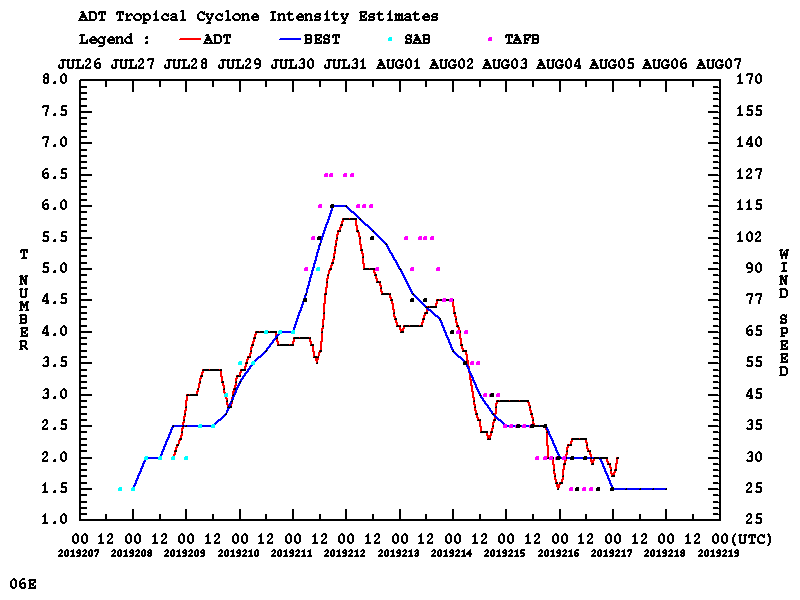 ADT Tropical Cyclone Intensity Estimates
Legend : ADT BEST SAB TAFB
JUL26 JUL27 JUL28 JUL29 JUL30 JUL31 AUG01 AUG02 AUG03 AUG04 AUG05 AUG06 AUG07
8.0 170
7.5 155
7.0 140
6.5 127
6.0 115
5.5 102
5.0 90
4.5 77
4.0 65
3.5 55
3.0 45
2.5 35
2.0 30
1.5 25
1.0 25
T NUMBER
WIND SPEED
00 12 00 12 00 12 00 12 00 12 00 12 00 12 00 12 00 12 00 12 00 12 00 12 00 (UTC)
2019207 2019208 2019209 2019210 2019211 2019212 2019213 2019214 2019215 2019216 2019217 2019218 2019219
06E